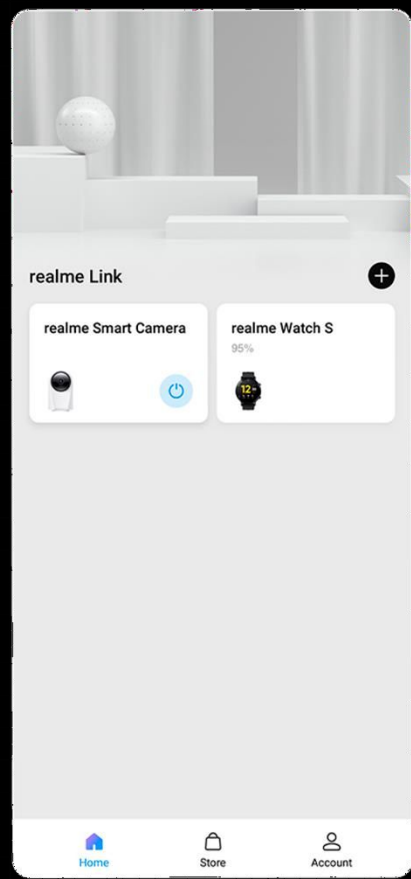 realme Link
realme Smart Camera
realme Watch S
95%
12
Home
Store
Account